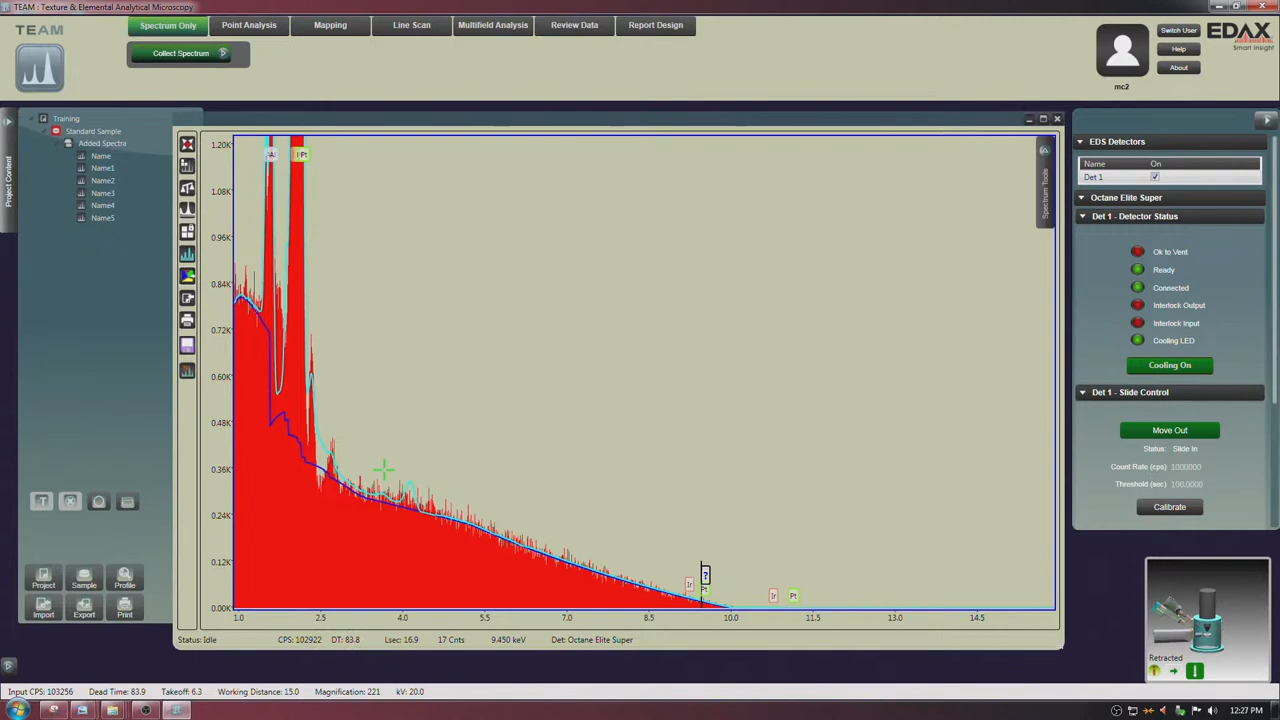 TEAM : Texture & Elemental Analytical Microscopy
TEAM
Spectrum Only
Point Analysis
Mapping
Line Scan
Multifield Analysis
Review Data
Report Design
Collect Spectrum
mc2
Switch User
Help
About
EDAX
Smart Insight
Project Content
Training
Standard Sample
Added Spectra
Name
Name1
Name2
Name3
Name4
Name5
Project
Sample
Profile
Import
Export
Print
1.20K
1.08K
0.96K
0.84K
0.72K
0.60K
0.48K
0.36K
0.24K
0.12K
0.00K
Pt
Ir
?
Pt
Ir
Pt
1.0 2.5 4.0 5.5 7.0 8.5 10.0 11.5 13.0 14.5
Spectrum Tools
Status: Idle CPS: 102922 DT: 83.8 Lsec: 16.9 17 Cnts 9.450 keV Det: Octane Elite Super
EDS Detectors
Name On
Det 1
Octane Elite Super
Det 1 - Detector Status
Ok to Vent
Ready
Connected
Interlock Output
Interlock Input
Cooling LED
Cooling On
Det 1 - Slide Control
Move Out
Status: Slide In
Count Rate (cps) 1000000
Threshold (sec) 100.0000
Calibrate
Retracted
Input CPS: 103256 Dead Time: 83.9 Takeoff: 6.3 Working Distance: 15.0 Magnification: 221 kV: 20.0
12:27 PM